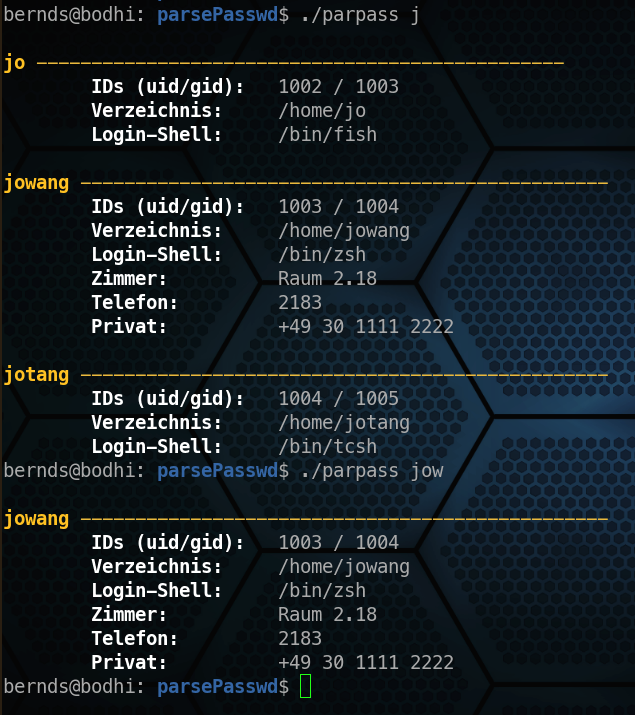 bernds@bodhi: parsePasswd$ ./parpass j
jo ────────────────────────────────────────────────
IDs (uid/gid): 1002 / 1003
Verzeichnis: /home/jo
Login-Shell: /bin/fish
jowang ────────────────────────────────────────────────
IDs (uid/gid): 1003 / 1004
Verzeichnis: /home/jowang
Login-Shell: /bin/zsh
Zimmer: Raum 2.18
Telefon: 2183
Privat: +49 30 1111 2222
jotang ────────────────────────────────────────────────
IDs (uid/gid): 1004 / 1005
Verzeichnis: /home/jotang
Login-Shell: /bin/tcsh
bernds@bodhi: parsePasswd$ ./parpass jow
jowang ────────────────────────────────────────────────
IDs (uid/gid): 1003 / 1004
Verzeichnis: /home/jowang
Login-Shell: /bin/zsh
Zimmer: Raum 2.18
Telefon: 2183
Privat: +49 30 1111 2222
bernds@bodhi: parsePasswd$